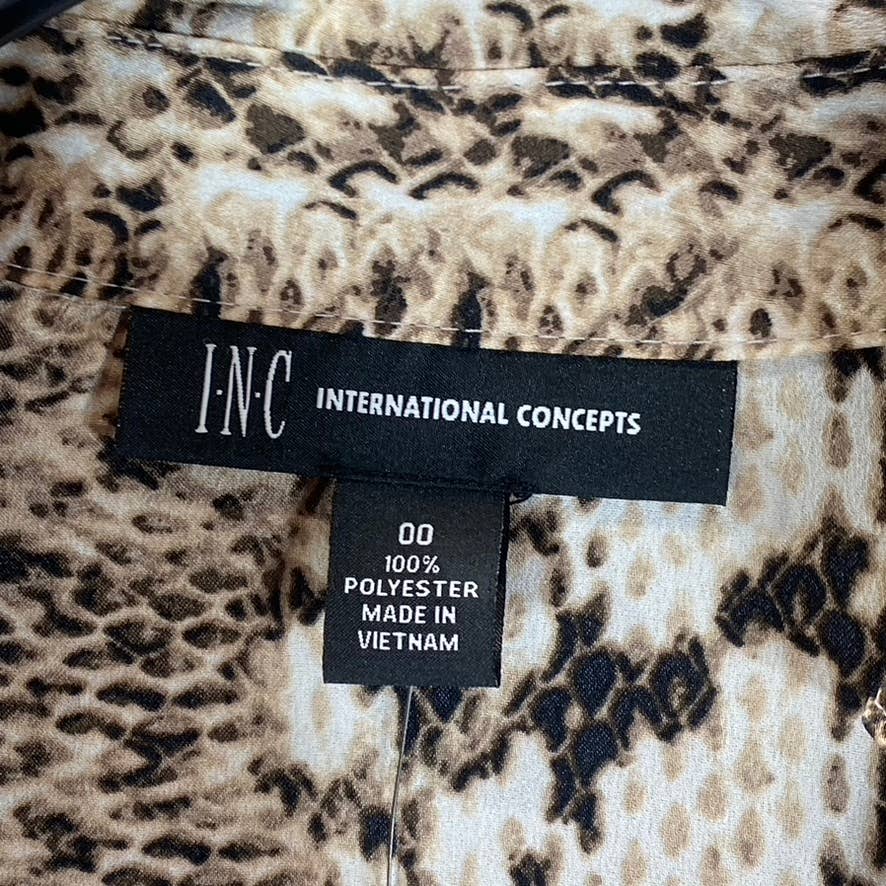 I·N·C INTERNATIONAL CONCEPTS
00
100%
POLYESTER
MADE IN
VIETNAM